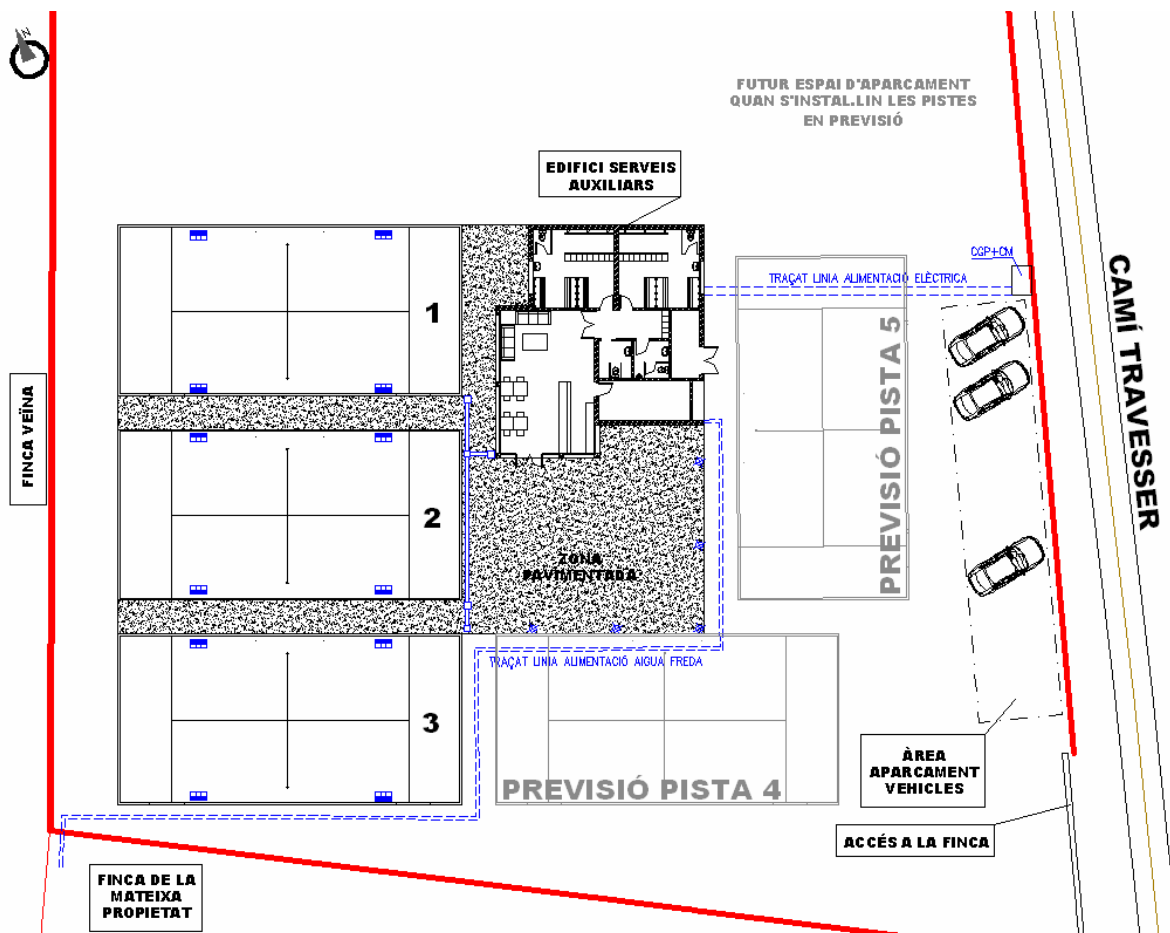 N
FUTUR ESPAI D'APARCAMENT
QUAN S'INSTAL.LIN LES PISTES
EN PREVISIÓ
EDIFICI SERVEIS
AUXILIARS
CGP+CM
TRAÇAT LINIA ALIMENTACIÓ ELÈCTRICA
CAMÍ TRAVESSER
1
PREVISIÓ PISTA 5
FINCA VEÏNA
2
ZONA
PAVIMENTADA
TRAÇAT LINIA ALIMENTACIÓ AIGUA FREDA
3
PREVISIÓ PISTA 4
ÀREA
APARCAMENT
VEHICLES
ACCÉS A LA FINCA
FINCA DE LA
MATEIXA
PROPIETAT